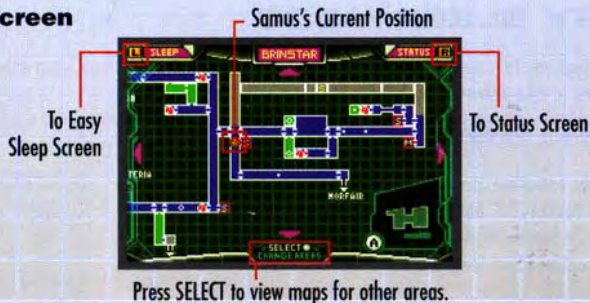 creen
Samus's Current Position
L SLEEP
BRINSTAR
STATUS R
To Easy
Sleep Screen
To Status Screen
TERIA
NORFAIR
A
SELECT
CHANGE AREAS
Press SELECT to view maps for other areas.